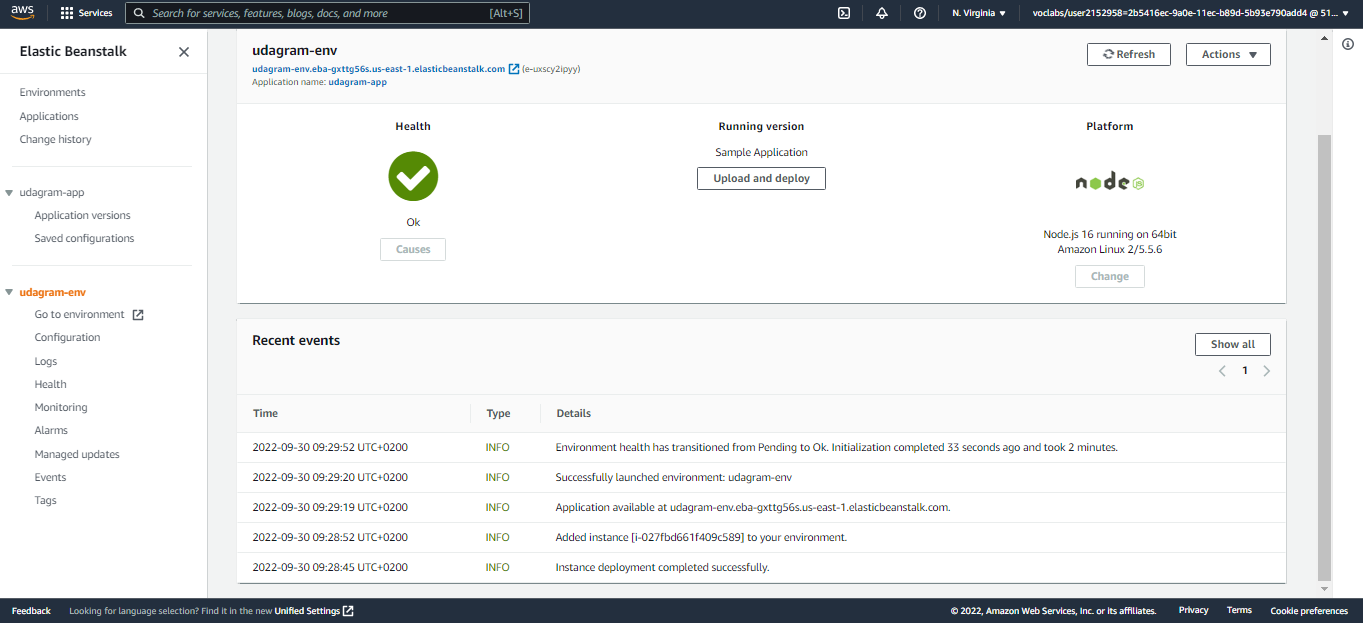 aws
Services
Search for services, features, blogs, docs, and more
[Alt+S]
N. Virginia
voclabs/user2152958=2b5416ec-9a0e-11ec-b89d-5b93e790add4 @ 51...
Elastic Beanstalk
Environments
Applications
Change history
udagram-app
Application versions
Saved configurations
udagram-env
Go to environment
Configuration
Logs
Health
Monitoring
Alarms
Managed updates
Events
Tags
udagram-env
udagram-env.eba-gxttg56s.us-east-1.elasticbeanstalk.com (e-uxscy2ipyy)
Application name: udagram-app
Refresh
Actions
Health
Ok
Causes
Running version
Sample Application
Upload and deploy
Platform
node
JS
Node.js 16 running on 64bit
Amazon Linux 2/5.5.6
Change
Recent events
Show all
1
Time Type Details
2022-09-30 09:29:52 UTC+0200 INFO Environment health has transitioned from Pending to Ok. Initialization completed 33 seconds ago and took 2 minutes.
2022-09-30 09:29:20 UTC+0200 INFO Successfully launched environment: udagram-env
2022-09-30 09:29:19 UTC+0200 INFO Application available at udagram-env.eba-gxttg56s.us-east-1.elasticbeanstalk.com.
2022-09-30 09:28:52 UTC+0200 INFO Added instance [i-027fbd661f409c589] to your environment.
2022-09-30 09:28:45 UTC+0200 INFO Instance deployment completed successfully.
Feedback Looking for language selection? Find it in the new Unified Settings
© 2022, Amazon Web Services, Inc. or its affiliates. Privacy Terms Cookie preferences